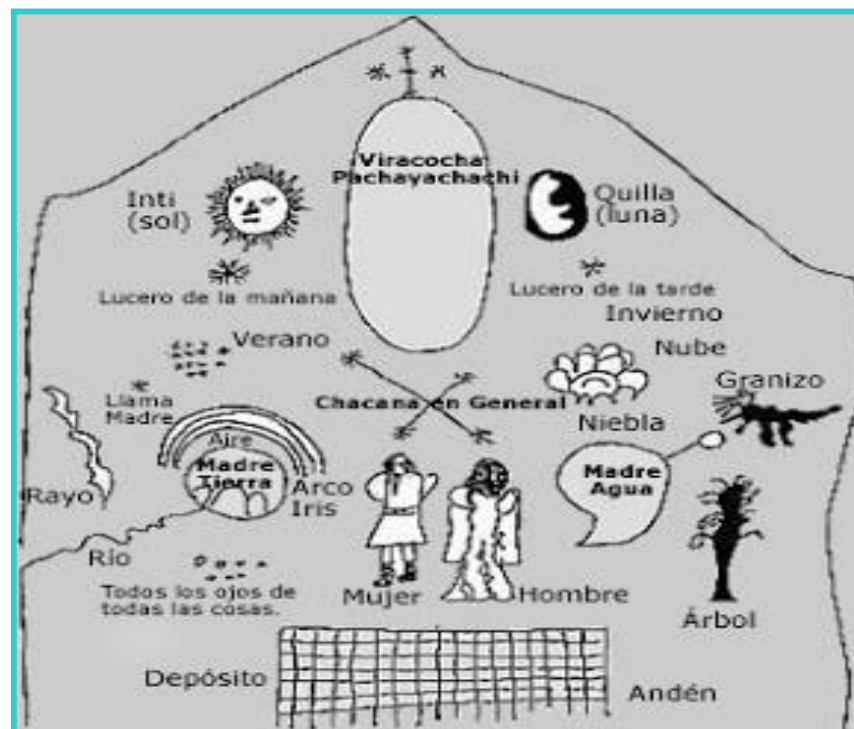 Viracocha
Pachayachachi
Inti
(sol)
Quilla
(luna)
Lucero de la mañana
Lucero de la tarde
Invierno
Verano
Nube
Granizo
Llama
Madre
Chacana en General
Niebla
Aire
Madre
Tierra
Arco
Iris
Madre
Agua
Rayo
Río
Todos los ojos de
todas las cosas.
Mujer
Hombre
Árbol
Depósito
Andén